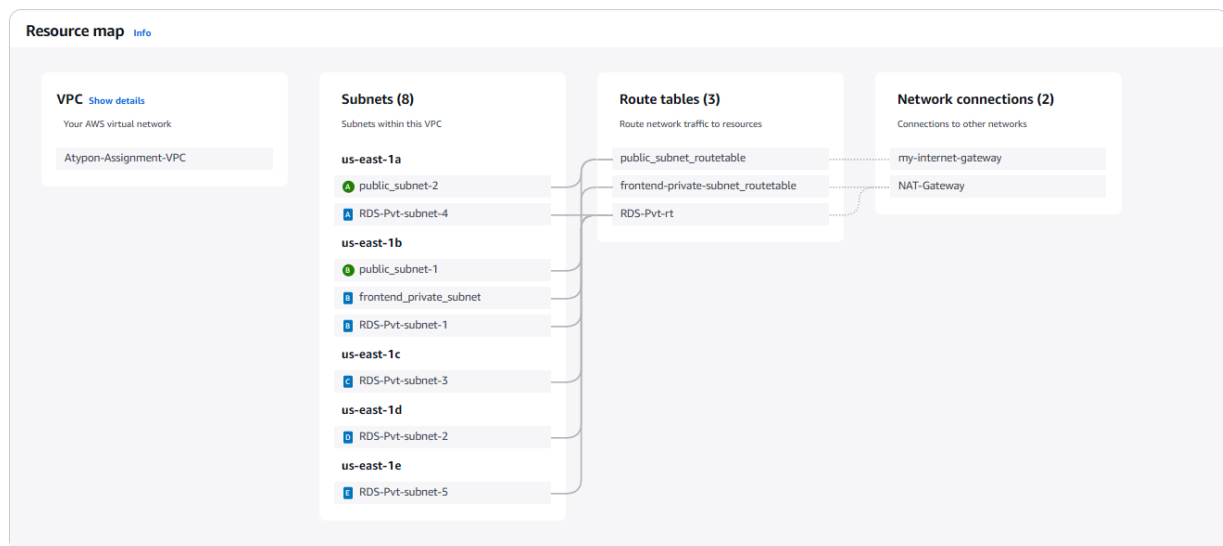 Resource map Info
VPC Show details
Your AWS virtual network
Atypon-Assignment-VPC
Subnets (8)
Subnets within this VPC
us-east-1a
A public_subnet-2
A RDS-Pvt-subnet-4
us-east-1b
B public_subnet-1
B frontend_private_subnet
B RDS-Pvt-subnet-1
us-east-1c
C RDS-Pvt-subnet-3
us-east-1d
D RDS-Pvt-subnet-2
us-east-1e
E RDS-Pvt-subnet-5
Route tables (3)
Route network traffic to resources
public_subnet_routetable
frontend-private-subnet_routetable
RDS-Pvt-rt
Network connections (2)
Connections to other networks
my-internet-gateway
NAT-Gateway